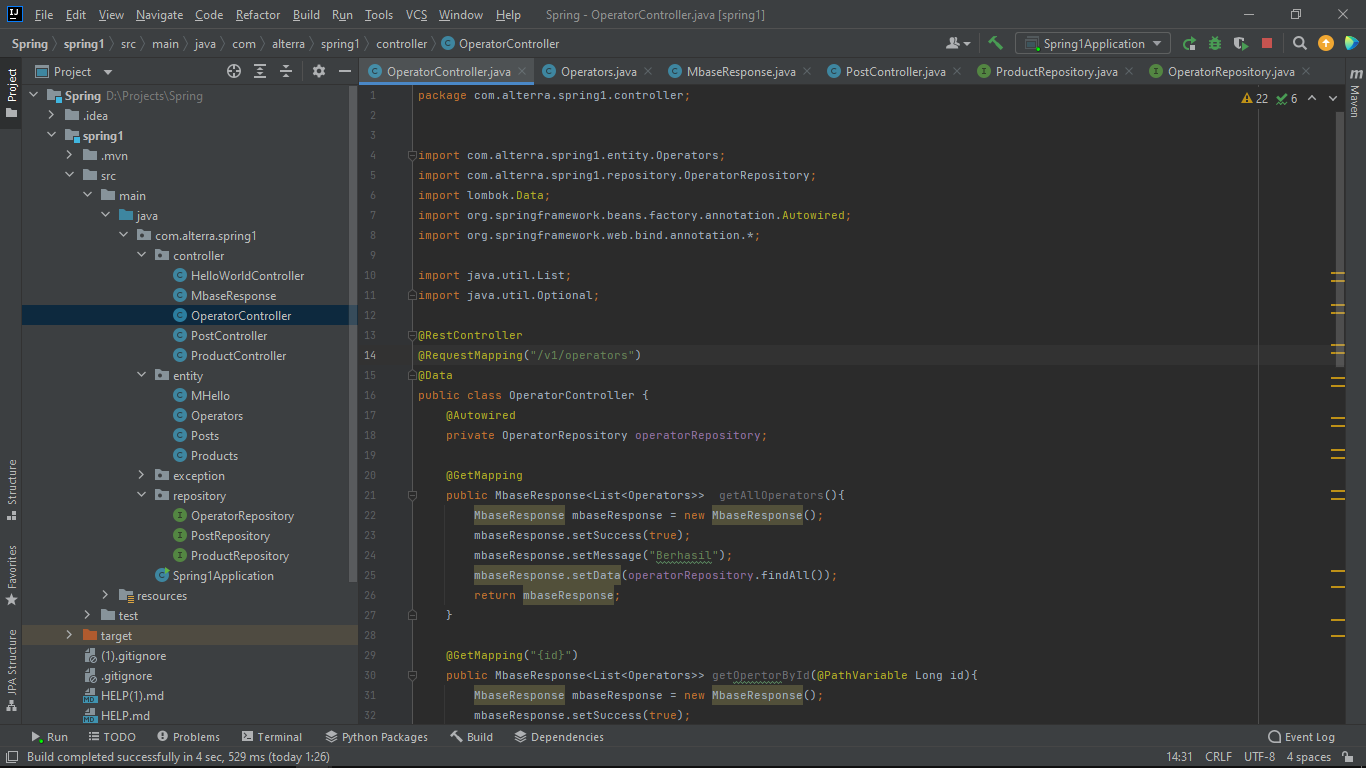 File Edit View Navigate Code Refactor Build Run Tools VCS Window Help Spring - OperatorController.java [spring1]
Spring spring1 src main java com alterra spring1 controller OperatorController Spring1Application
Project OperatorController.java Operators.java MbaseResponse.java PostController.java ProductRepository.java OperatorRepository.java
Project
Structure
Favorites
JPA Structure
Spring D:\Projects\Spring
.idea
spring1
.mvn
src
main
java
com.alterra.spring1
controller
HelloWorldController
MbaseResponse
OperatorController
PostController
ProductController
entity
MHello
Operators
Posts
Products
exception
repository
OperatorRepository
PostRepository
ProductRepository
Spring1Application
resources
test
target
(1).gitignore
.gitignore
HELP(1).md
HELP.md
22 6
Maven
1 package com.alterra.spring1.controller;
2
3
4 import com.alterra.spring1.entity.Operators;
5 import com.alterra.spring1.repository.OperatorRepository;
6 import lombok.Data;
7 import org.springframework.beans.factory.annotation.Autowired;
8 import org.springframework.web.bind.annotation.*;
9
10 import java.util.List;
11 import java.util.Optional;
12
13 @RestController
14 @RequestMapping("/v1/operators")
15 @Data
16 public class OperatorController {
17 @Autowired
18 private OperatorRepository operatorRepository;
19
20 @GetMapping
21 public MbaseResponse<List<Operators>> getAllOperators(){
22 MbaseResponse mbaseResponse = new MbaseResponse();
23 mbaseResponse.setSuccess(true);
24 mbaseResponse.setMessage("Berhasil");
25 mbaseResponse.setData(operatorRepository.findAll());
26 return mbaseResponse;
27 }
28
29 @GetMapping("{id}")
30 public MbaseResponse<List<Operators>> getOpertorById(@PathVariable Long id){
31 MbaseResponse mbaseResponse = new MbaseResponse();
32 mbaseResponse.setSuccess(true);
Run TODO Problems Terminal Python Packages Build Dependencies Event Log
Build completed successfully in 4 sec, 529 ms (today 1:26) 14:31 CRLF UTF-8 4 spaces